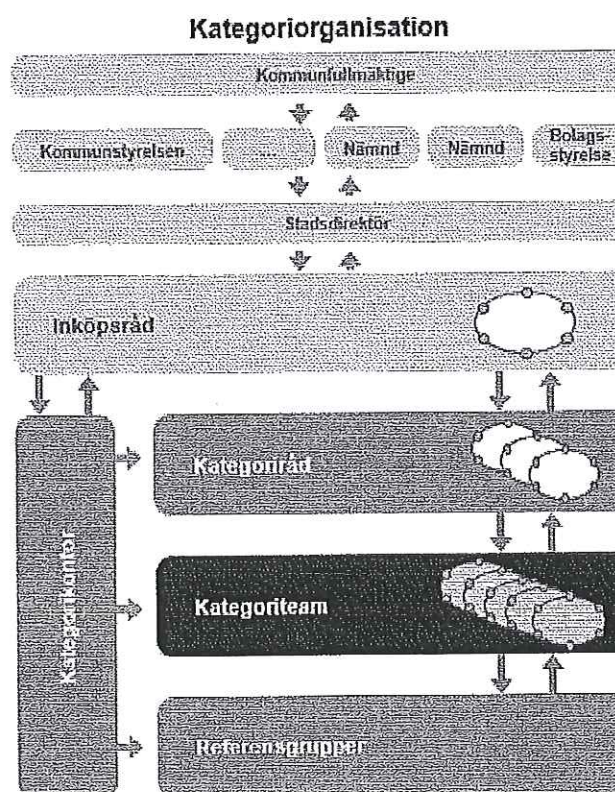 Kategoriorganisation
Kommunfullmäktige
Kommunstyrelsen
....
Nämnd
Nämnd
Bolags-
styrelse
Stadsdirektör
Inköpsråd
Kategoriråd
Kategorikontor
Kategoriteam
Referensgrupper